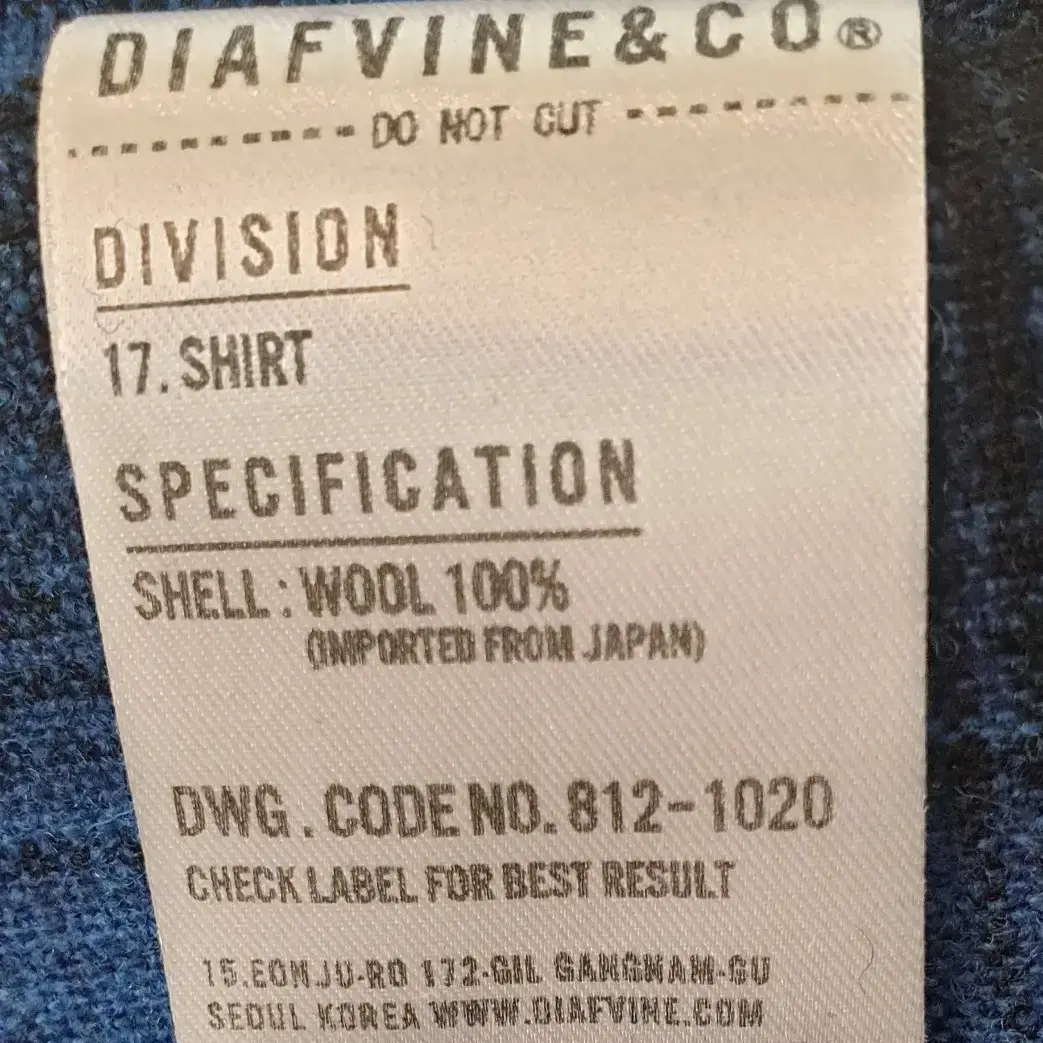 DIAFVINE&CO®
DO NOT CUT
DIVISION
17. SHIRT
SPECIFICATION
SHELL : WOOL 100%
(IMPORTED FROM JAPAN)
DWG. CODE NO. 812-1020
CHECK LABEL FOR BEST RESULT
15.EONJU-RO 172-GIL GANGNAM-GU
SEOUL KOREA WWW.DIAFVINE.COM